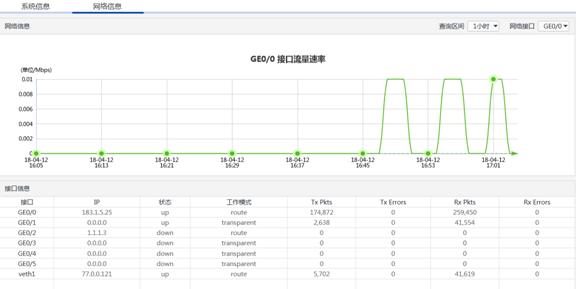 系统信息 网络信息
网络信息 查询区间 1小时 网络接口 GE0/0
GE0/0 接口流量速率
(单位/Mbps)
0.01
0.008
0.006
0.004
0.002
0
18-04-12 18-04-12 18-04-12 18-04-12 18-04-12 18-04-12 18-04-12 18-04-12
16:05 16:13 16:21 16:29 16:37 16:45 16:53 17:01
接口信息
接口 IP 状态 工作模式 Tx Pkts Tx Errors Rx Pkts Rx Errors
GE0/0 183.1.5.25 up route 174,872 0 259,450 0
GE0/1 0.0.0.0 up transparent 2,638 0 41,554 0
GE0/2 1.1.1.3 down route 0 0 0 0
GE0/3 0.0.0.0 down transparent 0 0 0 0
GE0/4 0.0.0.0 down transparent 0 0 0 0
GE0/5 0.0.0.0 down transparent 0 0 0 0
veth1 77.0.0.121 up route 5,702 0 41,619 0